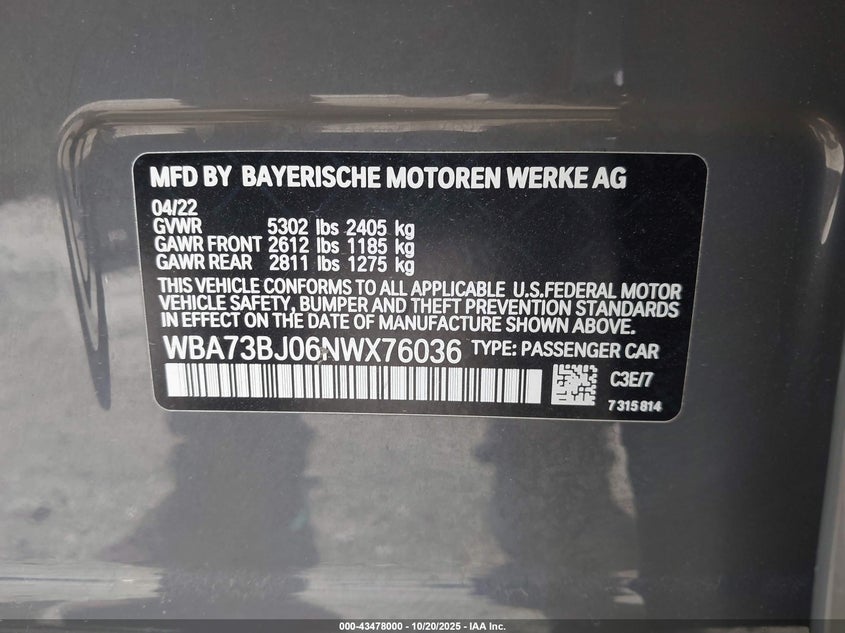 MFD BY BAYERISCHE MOTOREN WERKE AG
04/22
GVWR 5302 lbs 2405 kg
GAWR FRONT 2612 lbs 1185 kg
GAWR REAR 2811 lbs 1275 kg
THIS VEHICLE CONFORMS TO ALL APPLICABLE U.S.FEDERAL MOTOR
VEHICLE SAFETY, BUMPER AND THEFT PREVENTION STANDARDS
IN EFFECT ON THE DATE OF MANUFACTURE SHOWN ABOVE.
WBA73BJ06NWX76036 TYPE: PASSENGER CAR
C3E/7
7315814
000-43478000 | 10/20/2025 - IAA Inc.